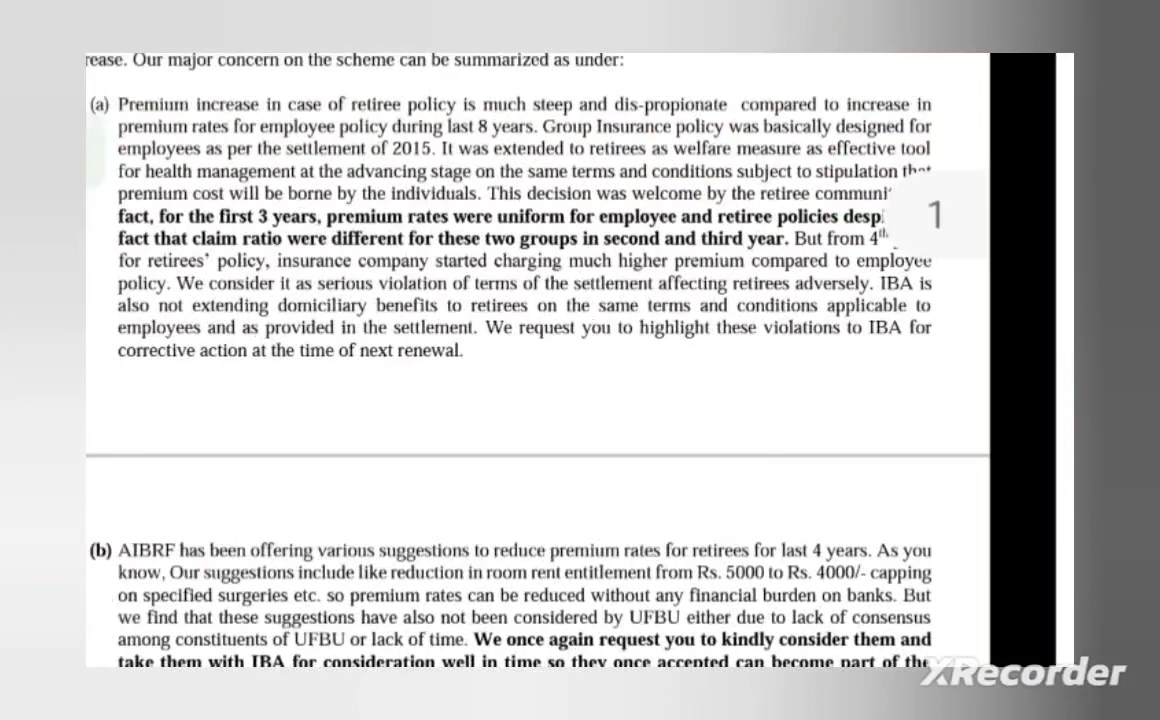 rease. Our major concern on the scheme can be summarized as under:
(a) Premium increase in case of retiree policy is much steep and dis-propionate compared to increase in
premium rates for employee policy during last 8 years. Group Insurance policy was basically designed for
employees as per the settlement of 2015. It was extended to retirees as welfare measure as effective tool
for health management at the advancing stage on the same terms and conditions subject to stipulation that
premium cost will be borne by the individuals. This decision was welcome by the retiree
fact, for the first 3 years, premium rates were uniform for employee and retiree policies
fact that claim ratio were different for these two groups in second and third year. But from 4th
for retirees' policy, insurance company started charging much higher premium compared to employee
policy. We consider it as serious violation of terms of the settlement affecting retirees adversely. IBA is
also not extending domiciliary benefits to retirees on the same terms and conditions applicable to
employees and as provided in the settlement. We request you to highlight these violations to IBA for
corrective action at the time of next renewal.
1
(b) AIBRF has been offering various suggestions to reduce premium rates for retirees for last 4 years. As you
know, Our suggestions include like reduction in room rent entitlement from Rs. 5000 to Rs. 4000/- capping
on specified surgeries etc. so premium rates can be reduced without any financial burden on banks. But
we find that these suggestions have also not been considered by UFBU either due to lack of consensus
among constituents of UFBU or lack of time. We once again request you to kindly consider them and
take them with IBA for consideration well in time so they once accepted can become part of the
XRecorder